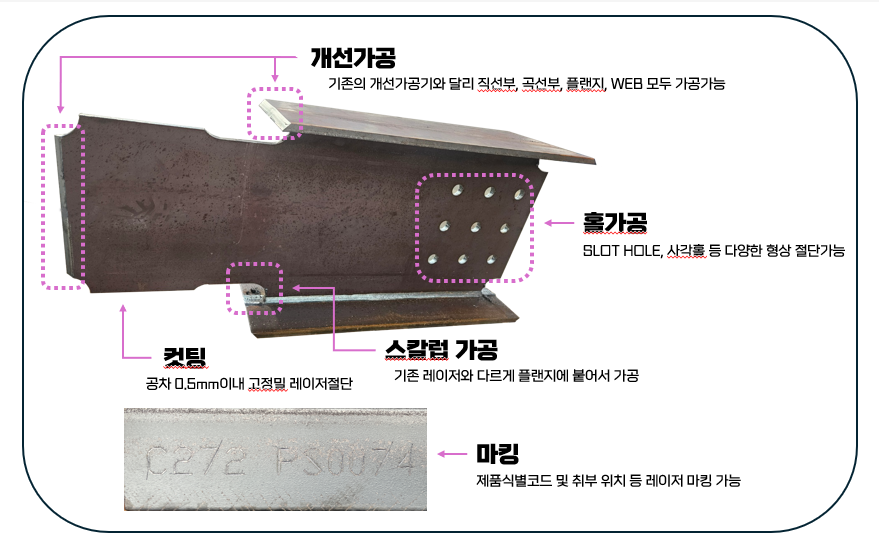 개선가공
기존의 개선가공기와 달리 직선부, 곡선부, 플랜지, WEB 모두 가공가능
홀가공
SLOT HOLE, 사각홀 등 다양한 형상 절단가능
컷팅
공차 0.5mm이내 고정밀 레이저절단
스칼럽 가공
기존 레이저와 다르게 플랜지에 붙어서 가공
C272 PS0074
마킹
제품식별코드 및 취부 위치 등 레이저 마킹 가능